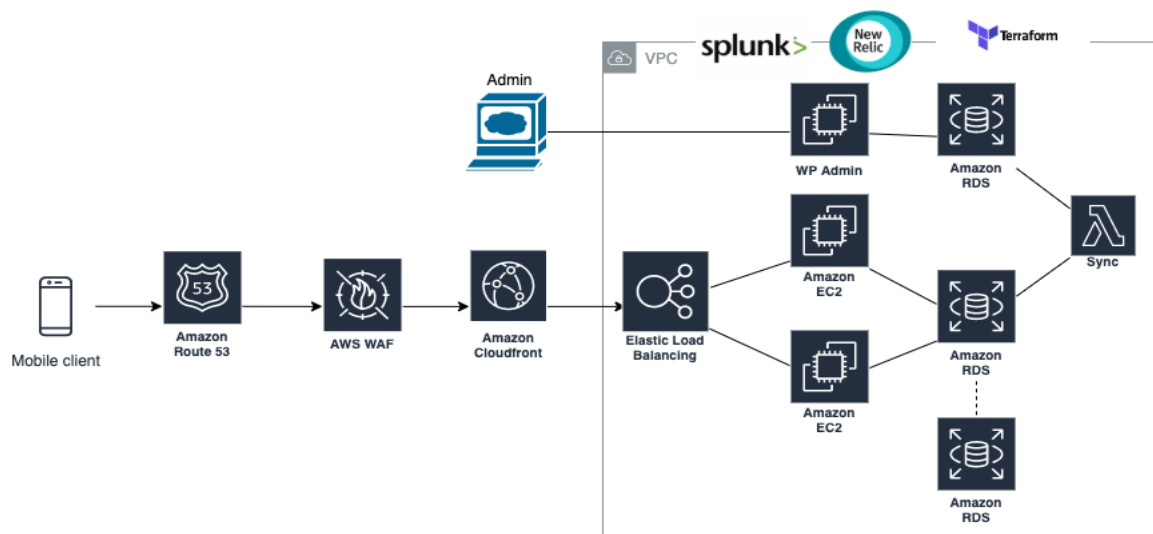 splunk>
New
Relic
Terraform
VPC
Admin
WP Admin
Amazon
RDS
Sync
Amazon
EC2
53
Amazon
Route 53
AWS WAF
Amazon
Cloudfront
Elastic Load
Balancing
Mobile client
Amazon
RDS
Amazon
EC2
Amazon
RDS